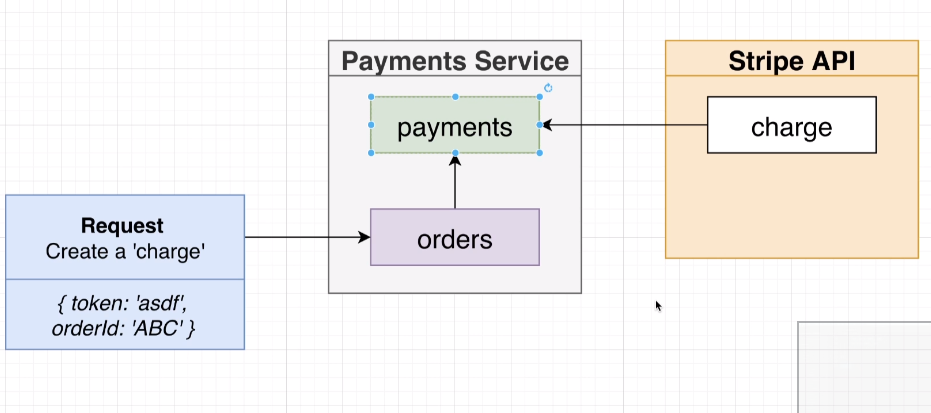 Payments Service
Stripe API
payments
charge
Request
Create a 'charge'
orders
{ token: 'asdf',
orderId: 'ABC' }